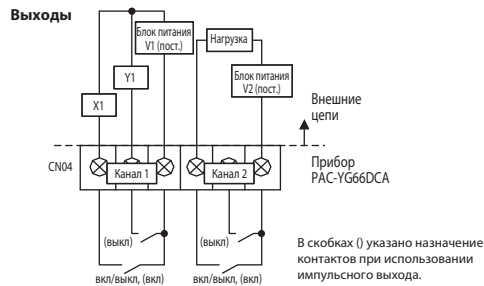 Выходы
Блок питания
V1 (пост.)
Нагрузка
Y1
Блок питания
V2 (пост.)
X1
Внешние
цепи
CN04
Канал 1
Канал 2
Прибор
PAC-YG66DCA
(выкл)
(выкл)
вкл/выкл, (вкл)
вкл/выкл, (вкл)
В скобках () указано назначение
контактов при использовании
импульсного выхода.